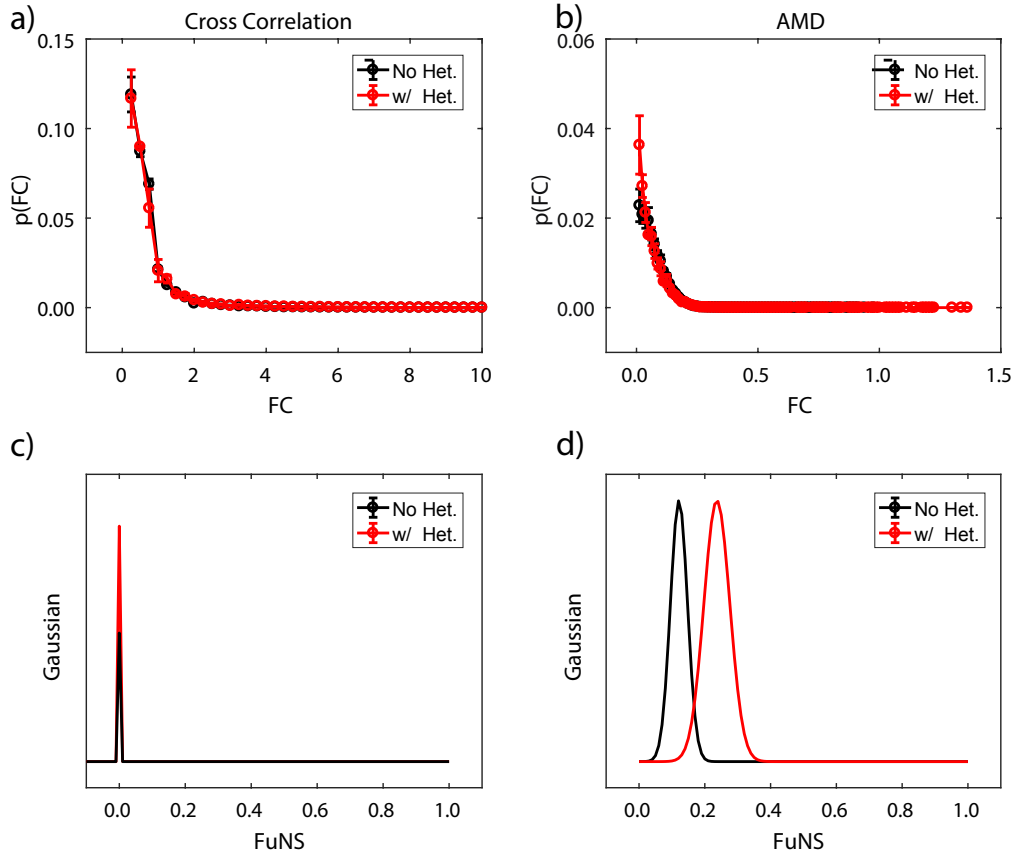 a)
Cross Correlation
0.15
0.10
0.05
0.00
p(FC)
No Het.
w/ Het.
0
2
4
6
8
10
FC
b)
AMD
0.06
0.04
0.02
0.00
p(FC)
No Het.
w/ Het.
0.0
0.5
1.0
1.5
FC
c)
Gaussian
No Het.
w/ Het.
0.0
0.2
0.4
0.6
0.8
1.0
FuNS
d)
Gaussian
No Het.
w/ Het.
0.0
0.2
0.4
0.6
0.8
1.0
FuNS